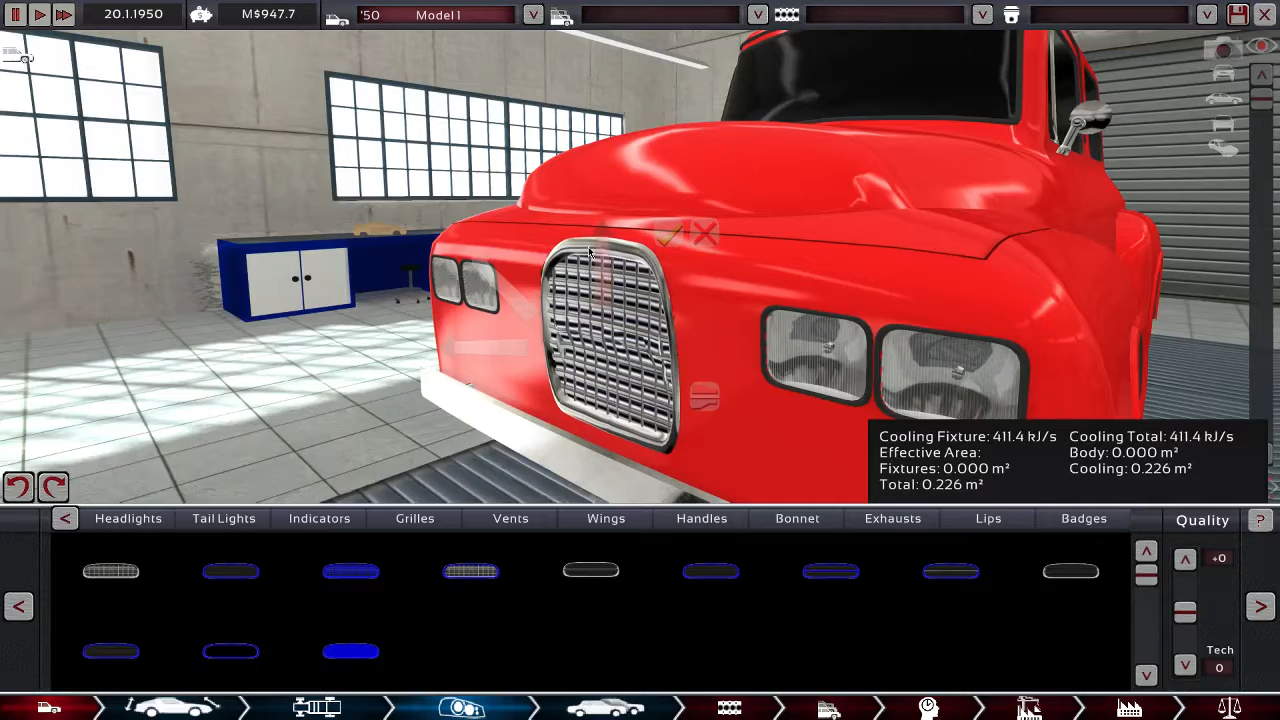 20.1.1950 M$947.7 '50 Model1
Cooling Fixture: 411.4 kJ/s Cooling Total: 411.4 kJ/s
Effective Area: Body: 0.000 m²
Fixtures: 0.000 m² Cooling: 0.226 m²
Total: 0.226 m²
< Headlights Tail Lights Indicators Grilles Vents Wings Handles Bonnet Exhausts Lips Badges Quality ?
+0
< >
Tech
0